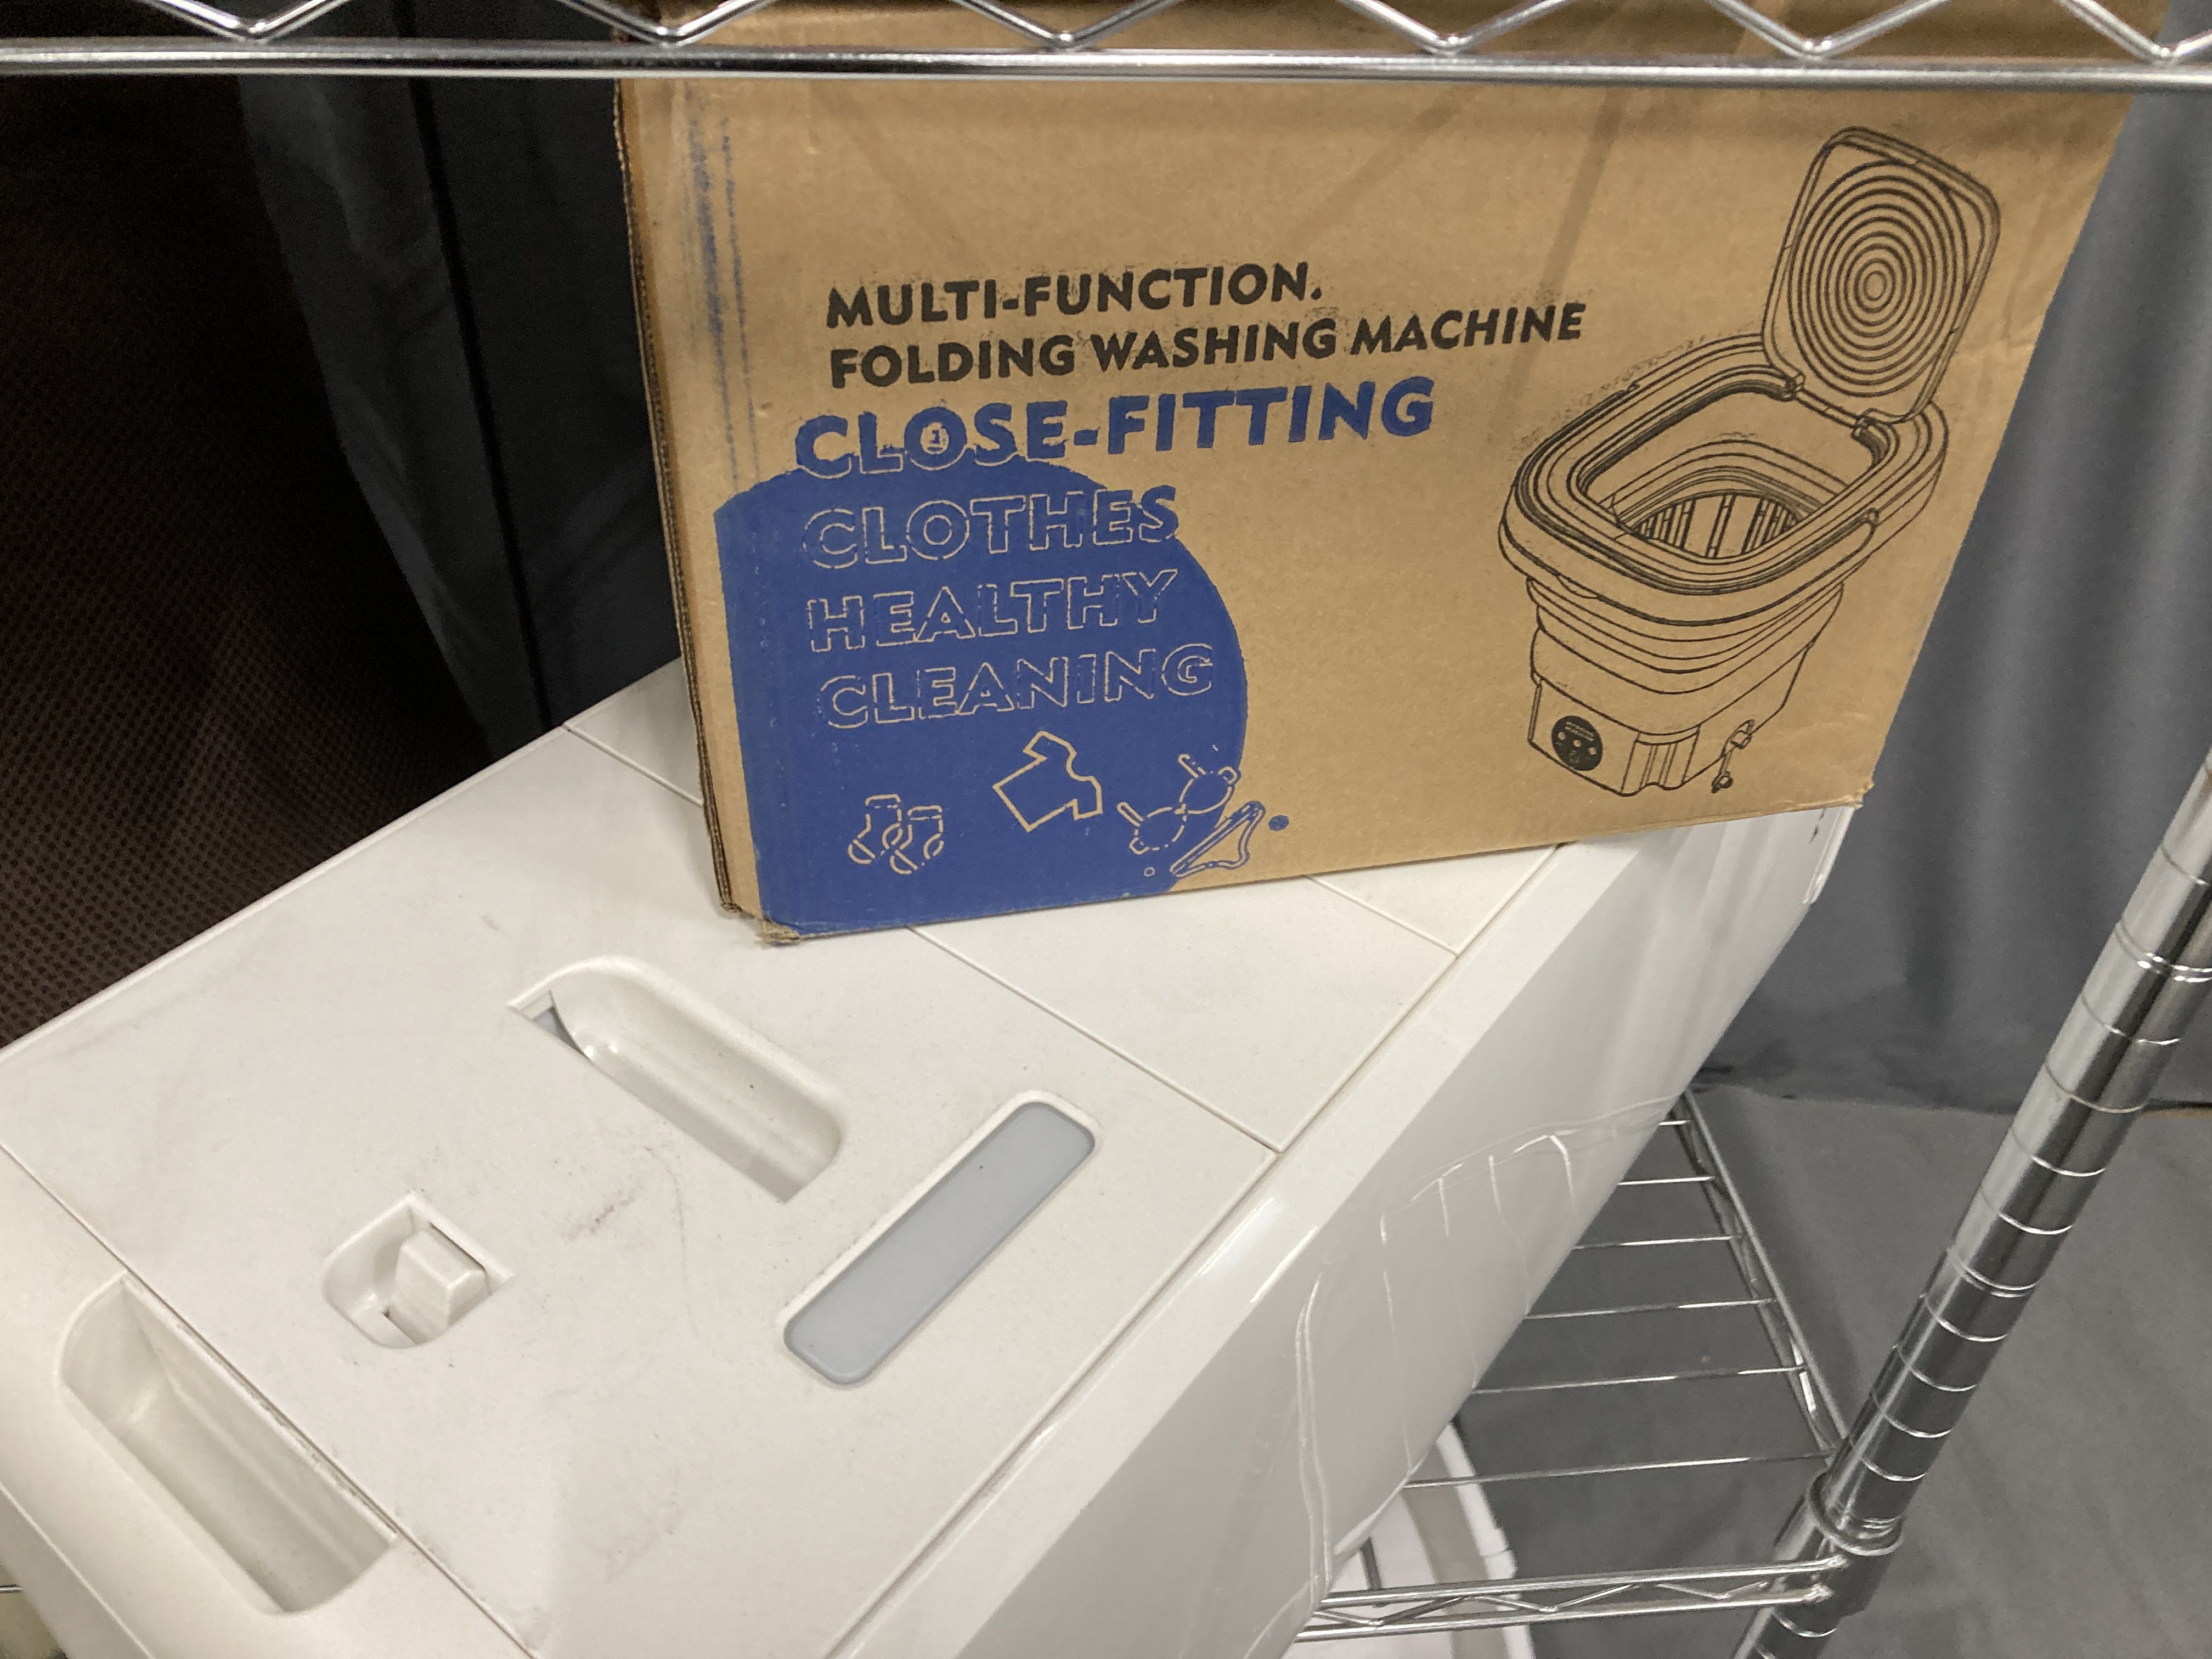 MULTI-FUNCTION.
FOLDING WASHING MACHINE
CLOSE-FITTING
CLOTHES
HEALTHY
CLEANING